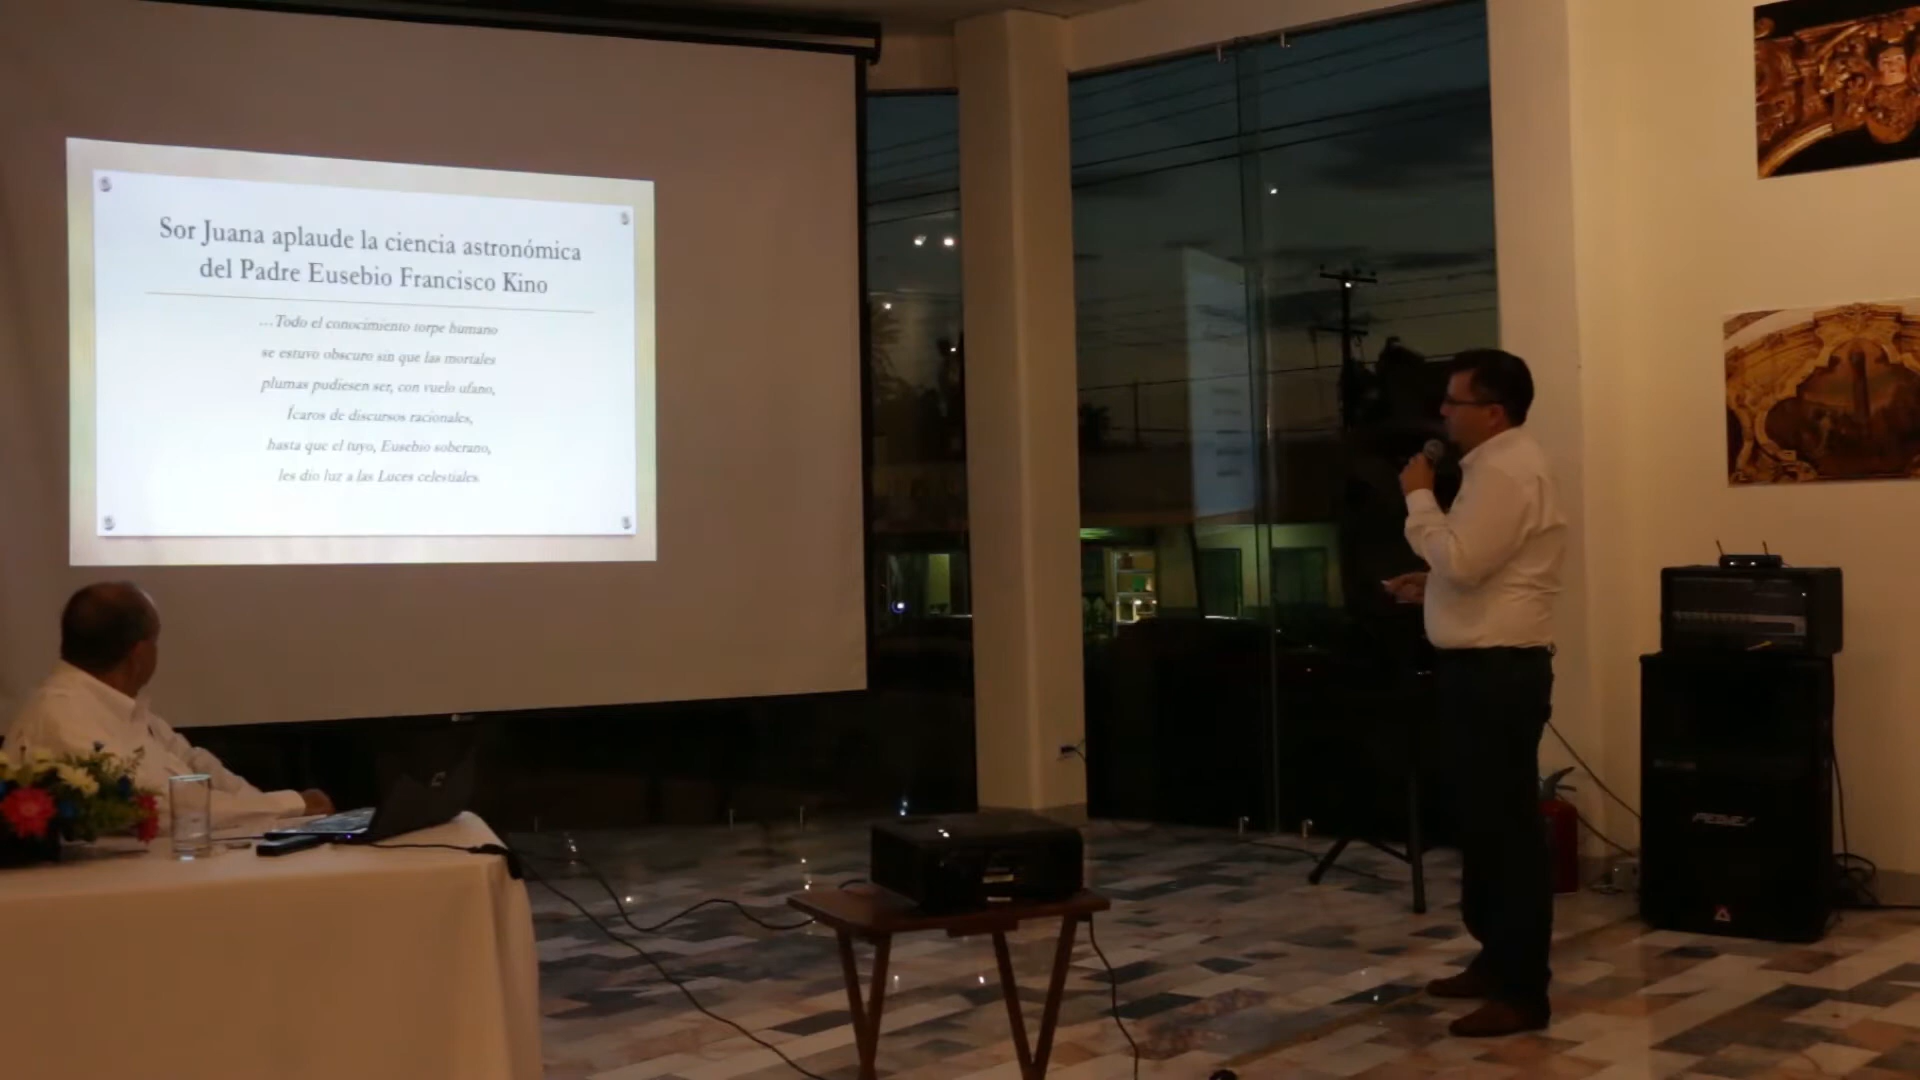 Sor Juana aplaude la ciencia astronómica
del Padre Eusebio Francisco Kino
...Todo el conocimiento torpe humano
se estuvo obscuro sin que las mortales
plumas pudiesen ser, con vuelo ufano,
Ícaros de discursos racionales,
hasta que el tuyo, Eusebio soberano,
les dio luz a las Luces celestiales.
PEAVEY